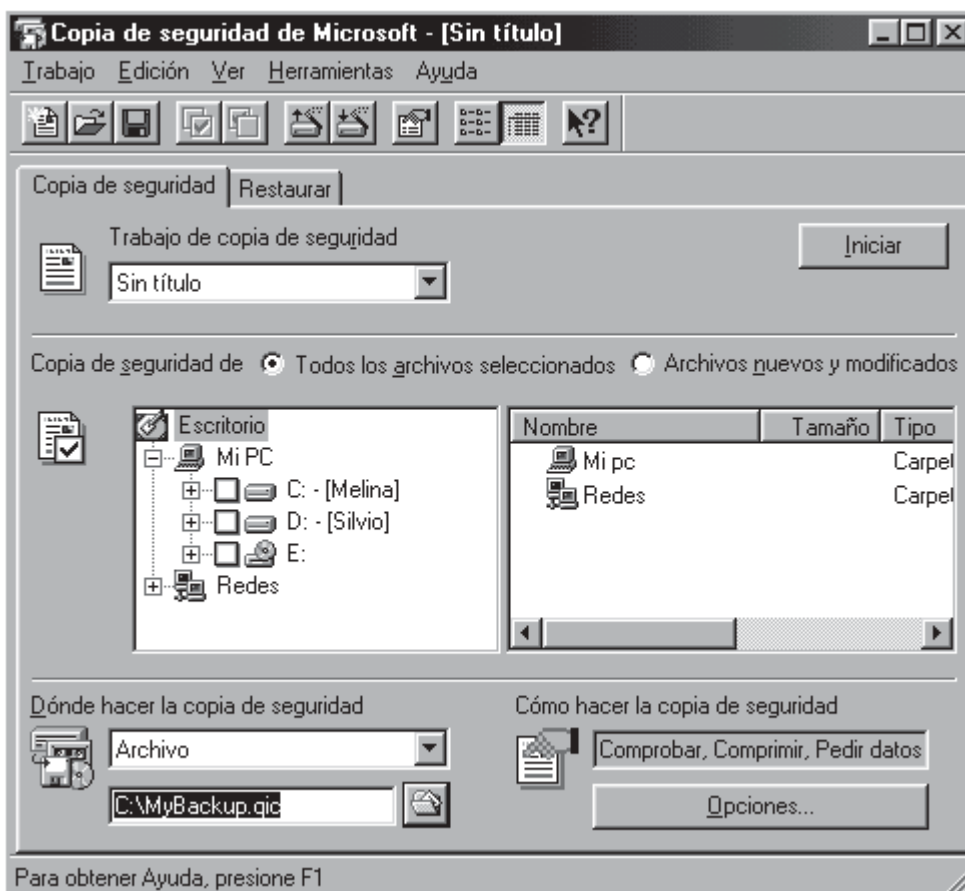 Copia de seguridad de Microsoft - [Sin título]
Trabajo Edición Ver Herramientas Ayuda
Copia de seguridad Restaurar
Trabajo de copia de seguridad
Iniciar
Sin título
Copia de seguridad de Todos los archivos seleccionados Archivos nuevos y modificados
Escritorio
Mi PC
C: - [Melina]
D: - [Silvio]
E:
Redes
Nombre Tamaño Tipo
Mi pc Carpet
Redes Carpet
Dónde hacer la copia de seguridad
Archivo
C:\MyBackup.qic
Cómo hacer la copia de seguridad
Comprobar, Comprimir, Pedir datos
Opciones...
Para obtener Ayuda, presione F1